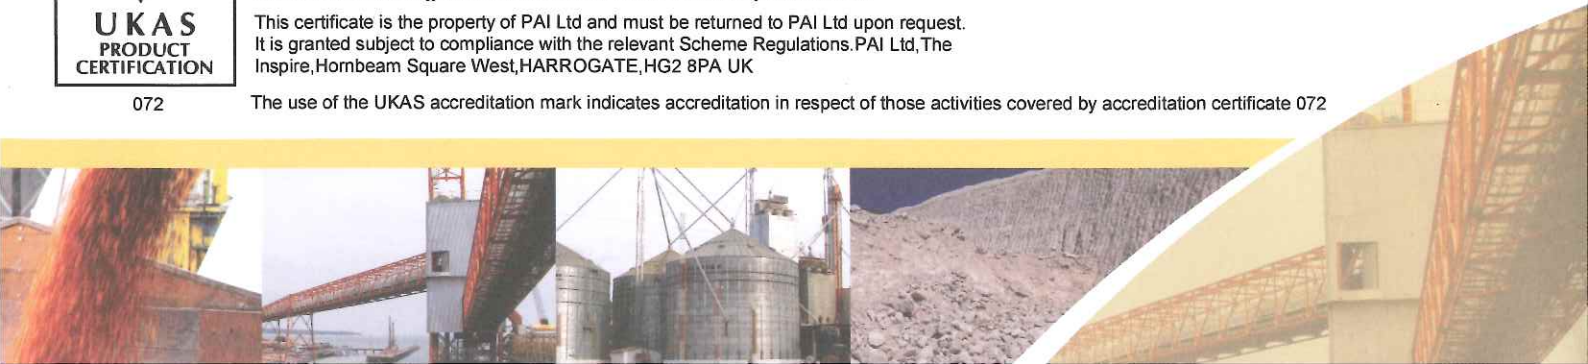 UKAS
PRODUCT
CERTIFICATION
072
This certificate is the property of PAI Ltd and must be returned to PAI Ltd upon request.
It is granted subject to compliance with the relevant Scheme Regulations.PAI Ltd,The
Inspire,Hornbeam Square West,HARROGATE,HG2 8PA UK
The use of the UKAS accreditation mark indicates accreditation in respect of those activities covered by accreditation certificate 072